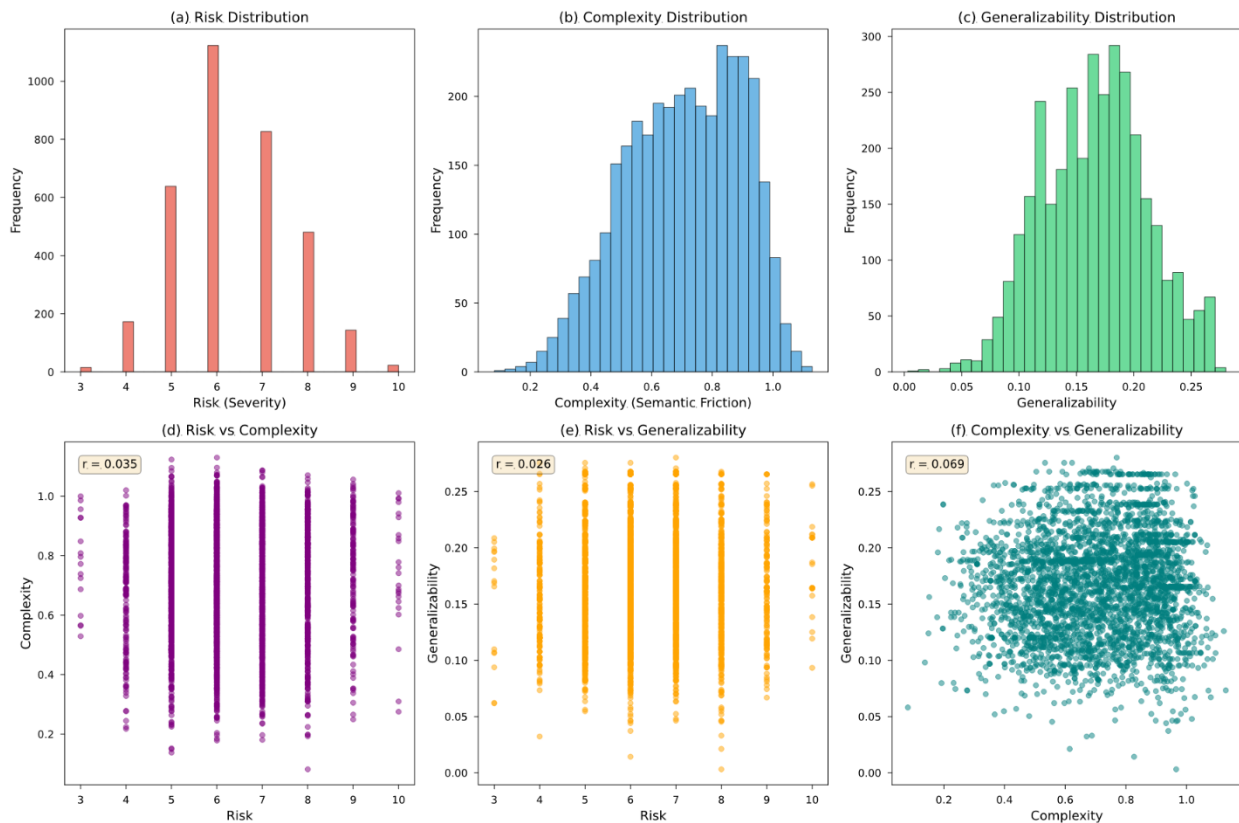 (a) Risk Distribution
Frequency
1000
800
600
400
200
0
3 4 5 6 7 8 9 10
Risk (Severity)
(b) Complexity Distribution
Frequency
200
150
100
50
0
0.2 0.4 0.6 0.8 1.0
Complexity (Semantic Friction)
(c) Generalizability Distribution
Frequency
300
250
200
150
100
50
0
0.00 0.05 0.10 0.15 0.20 0.25
Generalizability
(d) Risk vs Complexity
r = 0.035
Complexity
1.0
0.8
0.6
0.4
0.2
3 4 5 6 7 8 9 10
Risk
(e) Risk vs Generalizability
r = 0.026
Generalizability
0.25
0.20
0.15
0.10
0.05
0.00
3 4 5 6 7 8 9 10
Risk
(f) Complexity vs Generalizability
r = 0.069
Generalizability
0.25
0.20
0.15
0.10
0.05
0.00
0.2 0.4 0.6 0.8 1.0
Complexity